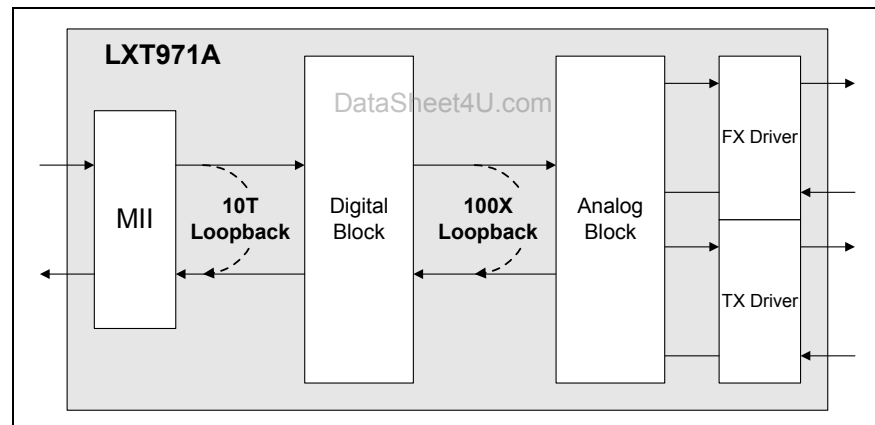 LXT971A
DataSheet4U.com
MII
10T
Loopback
Digital
Block
100X
Loopback
Analog
Block
FX Driver
TX Driver